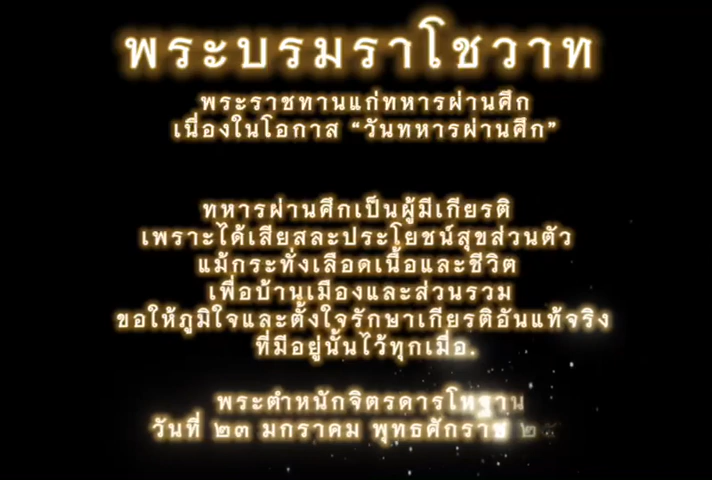 พระบรมราโชวาท
พระราชทานแก่ทหารผ่านศึก
เนื่องในโอกาส “วันทหารผ่านศึก”
ทหารผ่านศึกเป็นผู้มีเกียรติ
เพราะได้เสียสละประโยชน์สุขส่วนตัว
แม้กระทั่งเลือดเนื้อและชีวิต
เพื่อบ้านเมืองและส่วนรวม
ขอให้ภูมิใจและตั้งใจรักษาเกียรติอันแท้จริง
ที่มีอยู่นั้นไว้ทุกเมื่อ.
พระตำหนักจิตรดารโหฐาน
วันที่ ๒๓ มกราคม พุทธศักราช